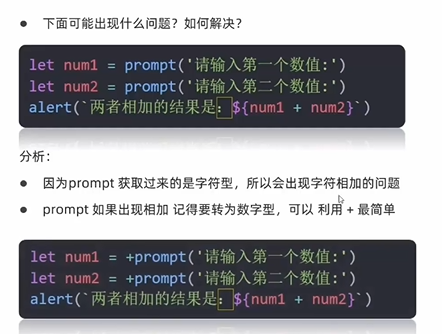 下面可能出现什么问题？如何解决？
let num1 = prompt('请输入第一个数值:')
let num2 = prompt('请输入第二个数值:')
alert(`两者相加的结果是：${num1 + num2}`)
分析：
因为prompt 获取过来的是字符型，所以会出现字符相加的问题
prompt 如果出现相加 记得要转为数字型，可以 利用 + 最简单
let num1 = +prompt('请输入第一个数值:')
let num2 = +prompt('请输入第二个数值:')
alert(`两者相加的结果是：${num1 + num2}`)